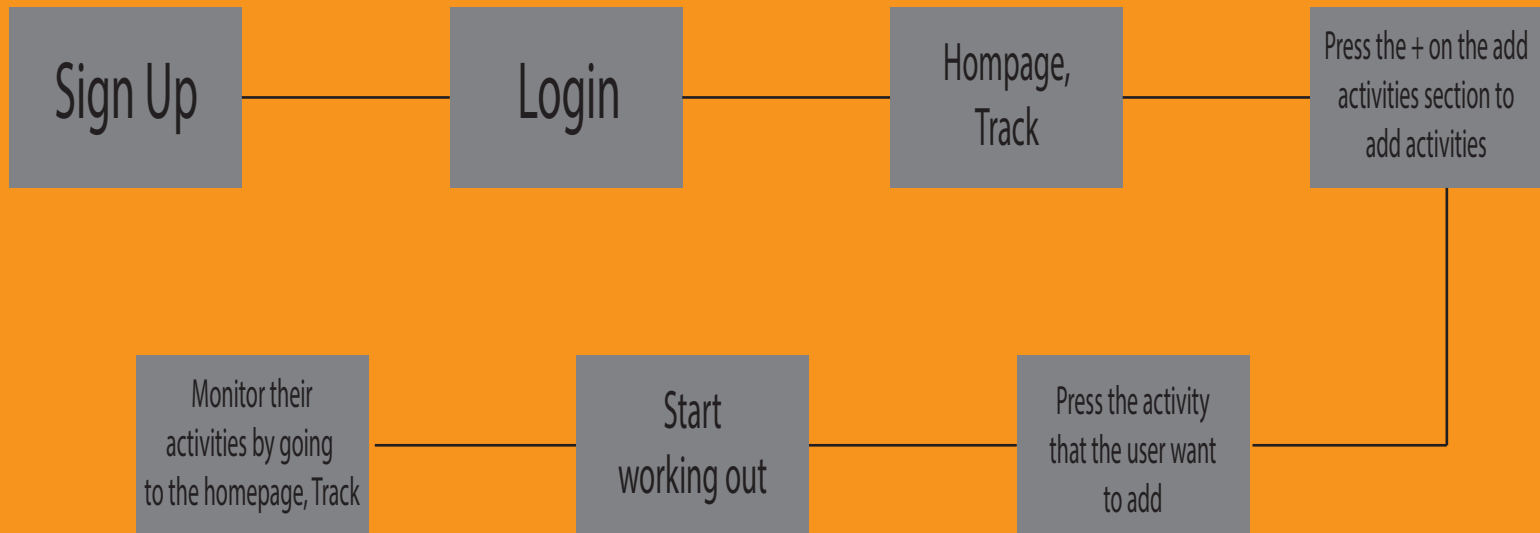 Sign Up
Login
Hompage,
Track
Press the + on the add
activities section to
add activities
Press the activity
that the user want
to add
Start
working out
Monitor their
activities by going
to the homepage, Track